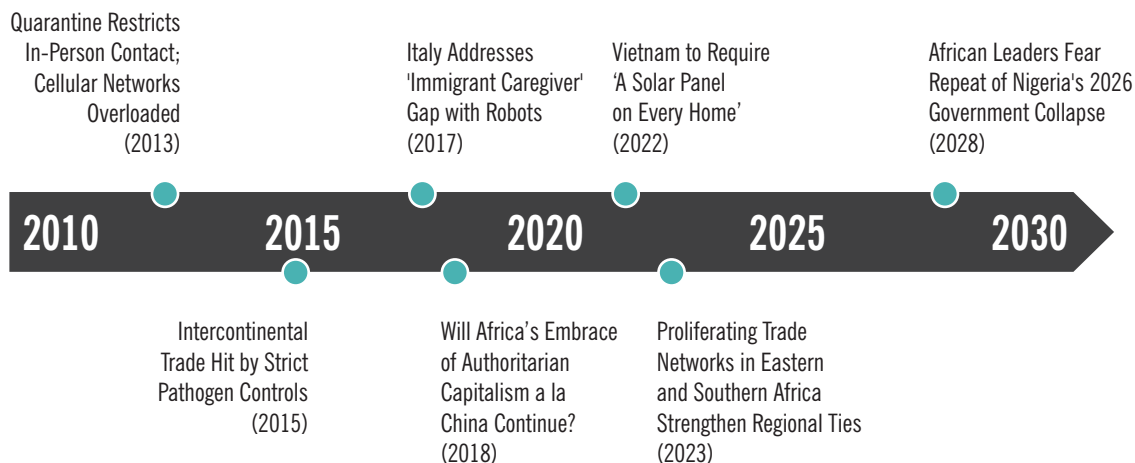 Quarantine Restricts
In-Person Contact;
Cellular Networks
Overloaded
(2013)
Italy Addresses
'Immigrant Caregiver'
Gap with Robots
(2017)
Vietnam to Require
‘A Solar Panel
on Every Home’
(2022)
African Leaders Fear
Repeat of Nigeria's 2026
Government Collapse
(2028)
2010
2015
2020
2025
2030
Intercontinental
Trade Hit by Strict
Pathogen Controls
(2015)
Will Africa’s Embrace
of Authoritarian
Capitalism a la
China Continue?
(2018)
Proliferating Trade
Networks in Eastern
and Southern Africa
Strengthen Regional Ties
(2023)